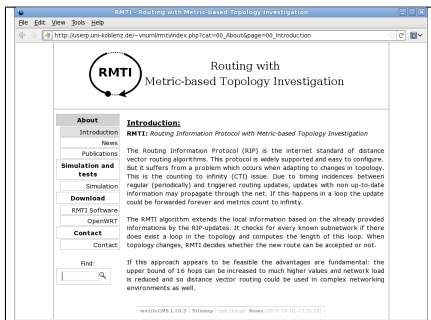 RMTI - Routing with Metric-based Topology Investigation
File Edit View Tools Help
http://userp.uni-koblenz.de/~vnuml/rmti/index.php?cat=00_About&page=00_Introduction
RMTI
Routing with
Metric-based Topology Investigation
About
Introduction
News
Publications
Simulation and
tests
Simulation
Download
RMTI Software
OpenWRT
Contact
Contact
Find:
Introduction:
RMTI: Routing Information Protocol with Metric-based Topology Investigation
The Routing Information Protocol (RIP) is the internet standard of distance
vector routing algorithms. This protocol is widely supported and easy to configure.
But it suffers from a problem which occurs when adapting to changes in topology.
This is the counting to infinity (CTI) issue. Due to timing incidences between
regular (periodically) and triggered routing updates, updates with non up-to-date
information may propagate through the net. If this happens in a loop the update
could be forwarded forever and metrics count to infinity.
The RMTI algorithm extends the local information based on the already provided
informations by the RIP-updates. It checks for every known subnetwork if there
does exist a loop in the topology and computes the length of this loop. When
topology changes, RMTI decides whether the new route can be accepted or not.
If this approach appears to be feasible the advantages are fundamental: the
upper bound of 16 hops can be increased to much higher values and network load
is reduced and so distance vector routing could be used in complex networking
environments as well.
| moziloCMS 1.10.3 | Sitemap | Last change: News